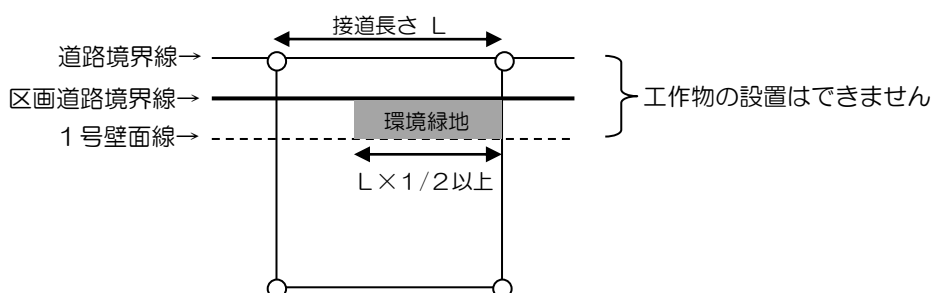 接道長さ L
道路境界線→
区画道路境界線→
1号壁面線→
環境緑地
L×1/2以上
工作物の設置はできません